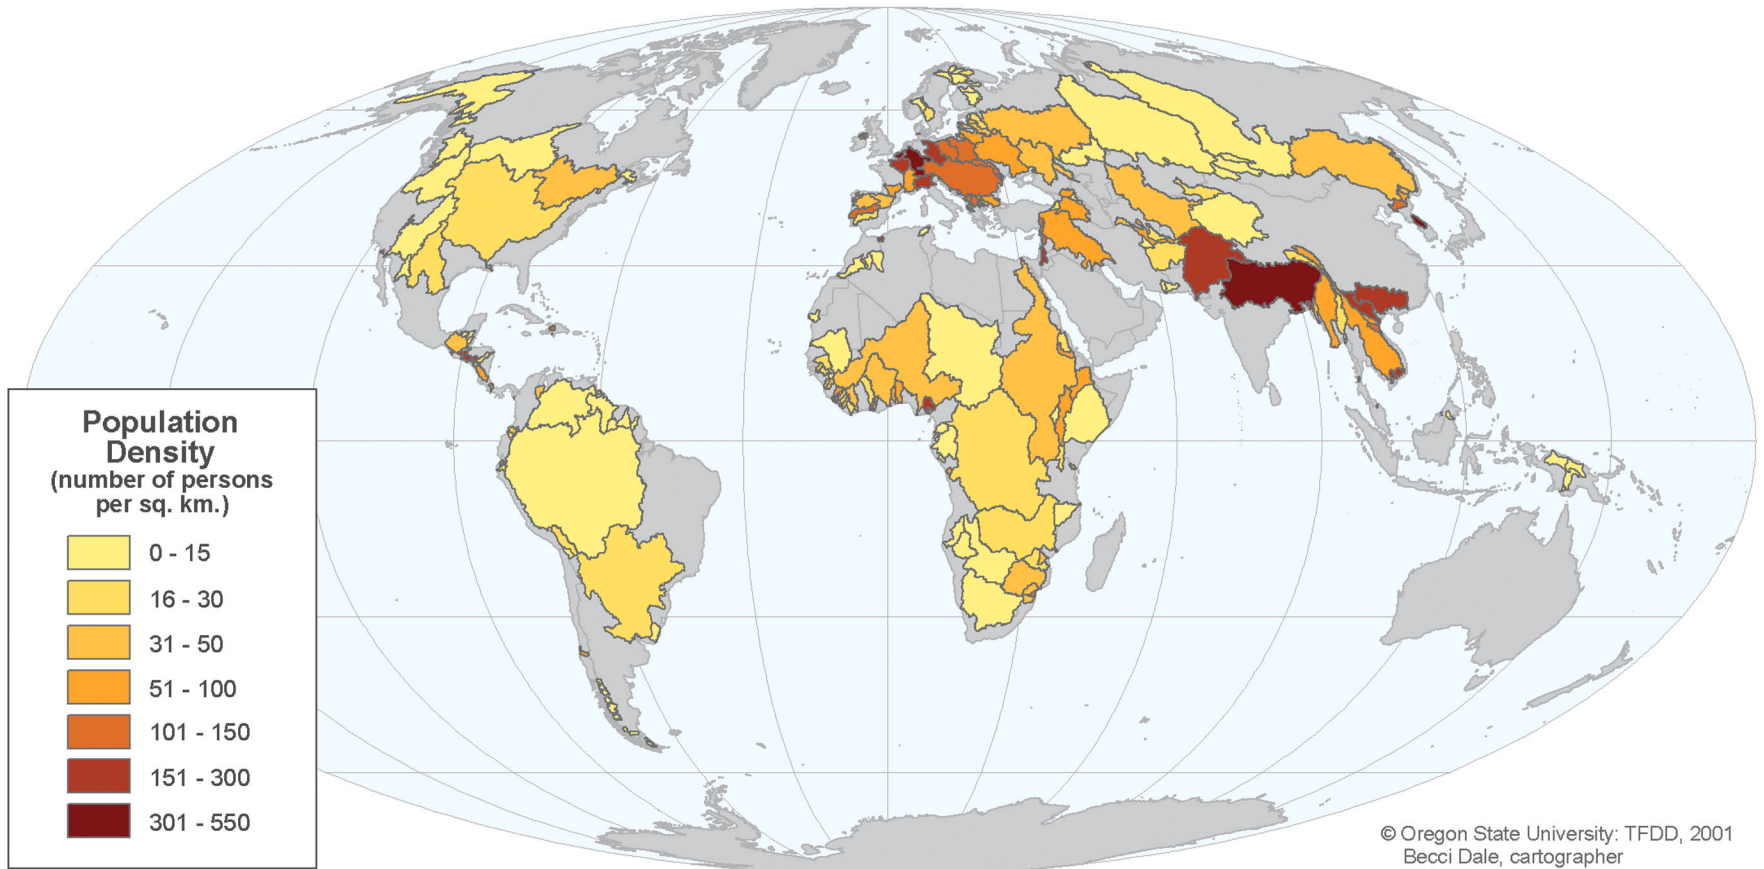 Population
Density
(number of persons
per sq. km.)
0 - 15
16 - 30
31 - 50
51 - 100
101 - 150
151 - 300
301 - 550
© Oregon State University: TFDD, 2001
Becci Dale, cartographer